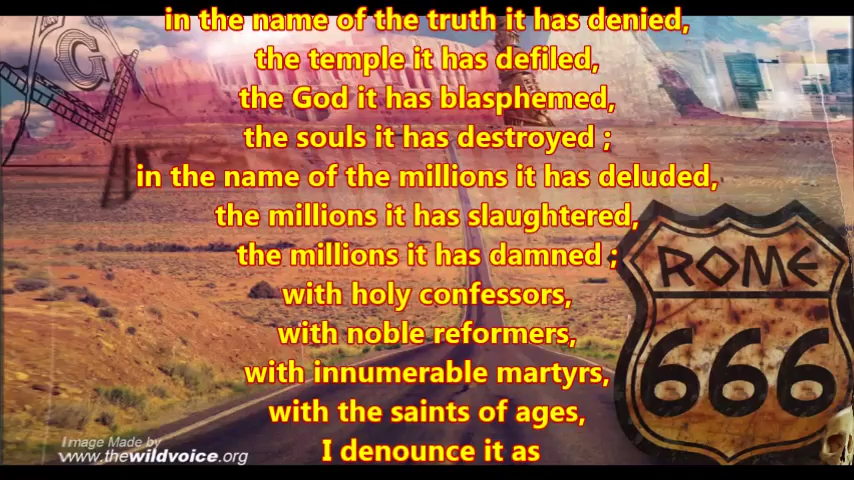 in the name of the truth it has denied,
the temple it has defiled,
the God it has blasphemed,
the souls it has destroyed ;
in the name of the millions it has deluded,
the millions it has slaughtered,
the millions it has damned ;
with holy confessors,
with noble reformers,
with innumerable martyrs,
with the saints of ages,
I denounce it as
G
ROME
666
Image Made by
www.thewildvoice.org